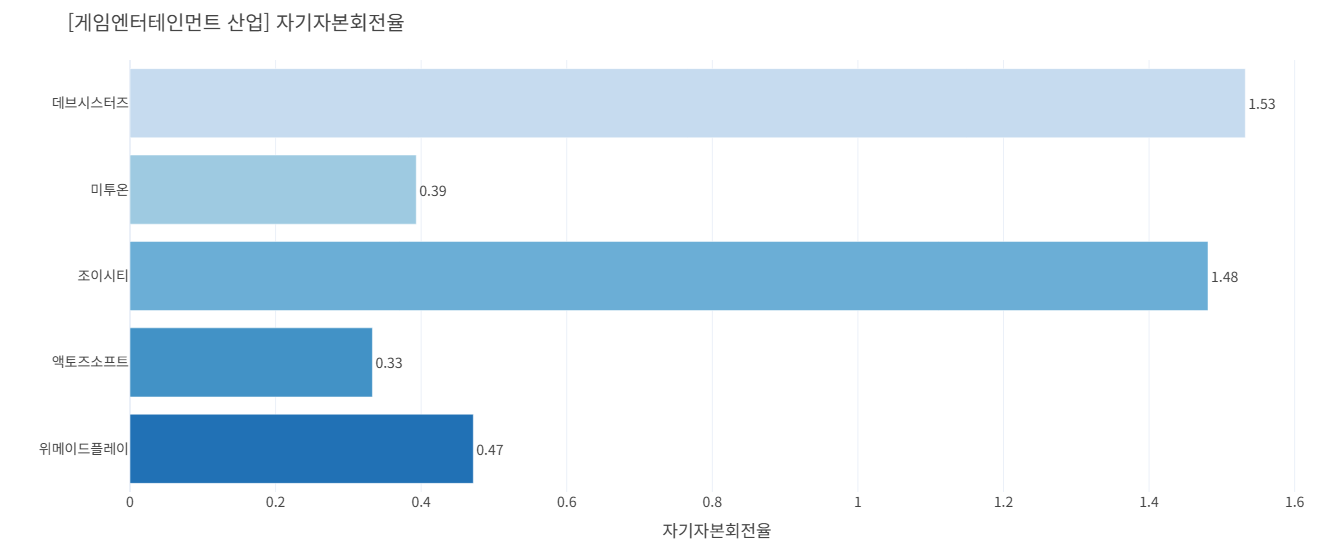 [게임엔터테인먼트 산업] 자기자본회전율
데브시스터즈
1.53
미투온
0.39
조이시티
1.48
액토즈소프트
0.33
위메이드플레이
0.47
0 0.2 0.4 0.6 0.8 1 1.2 1.4 1.6
자기자본회전율